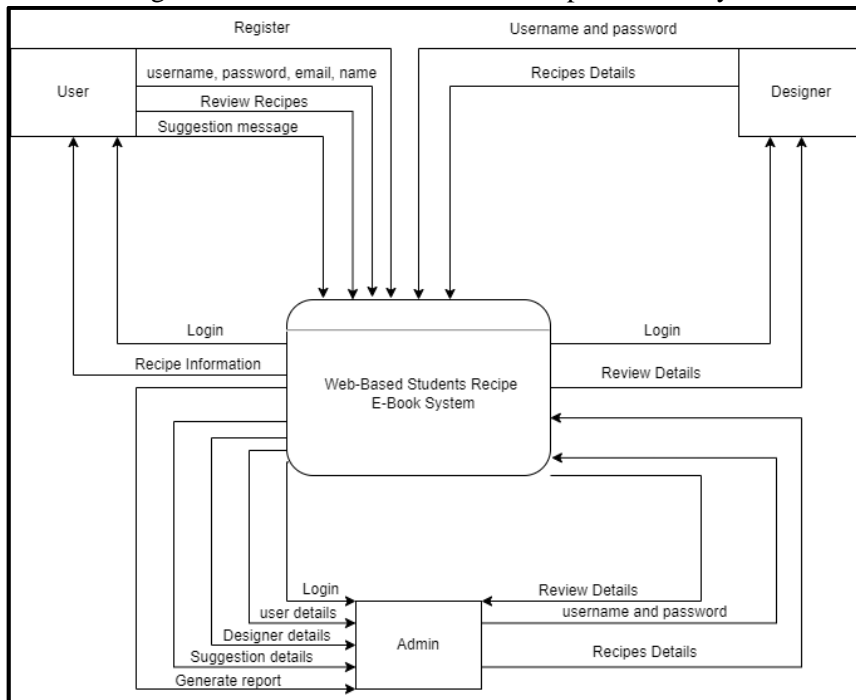 Register
Username and password
username, password, email, name
Recipes Details
User
Designer
Review Recipes
Suggestion message
Login
Login
Recipe Information
Review Details
Web-Based Students Recipe
E-Book System
Login
Review Details
user details
username and password
Designer details
Admin
Suggestion details
Recipes Details
Generate report